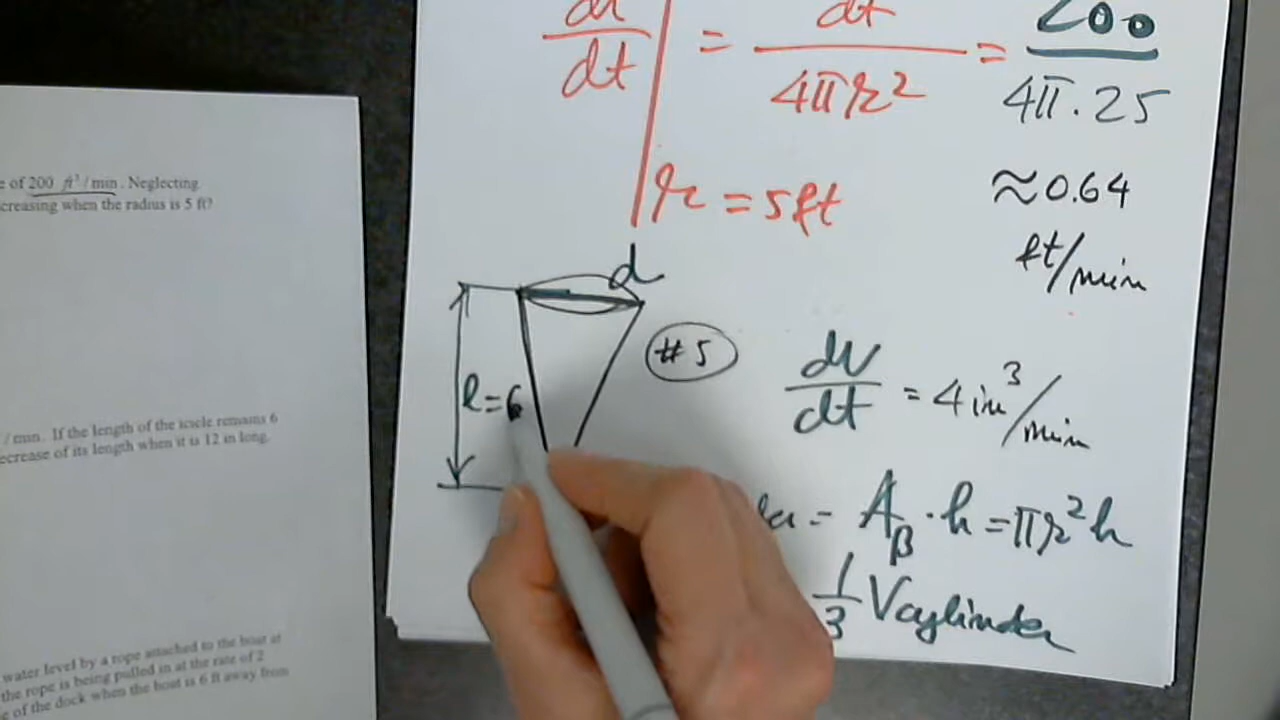 e of 200 ft³/min. Neglecting
creasing when the radius is 5 ft?
/ min. If the length of the icicle remains 6
ecrease of its length when it is 12 in long.
water level by a rope attached to the boat at
the rope is being pulled in at the rate of 2
e of the dock when the boat is 6 ft away from
dt = dt = 200
dt 4πr² 4π.25
r = 5ft
≈0.64
ft/min
d
#5
l=6
dV/dt = 4 in³/min
= A_B · h = πr²h
1/3 Vcylinder